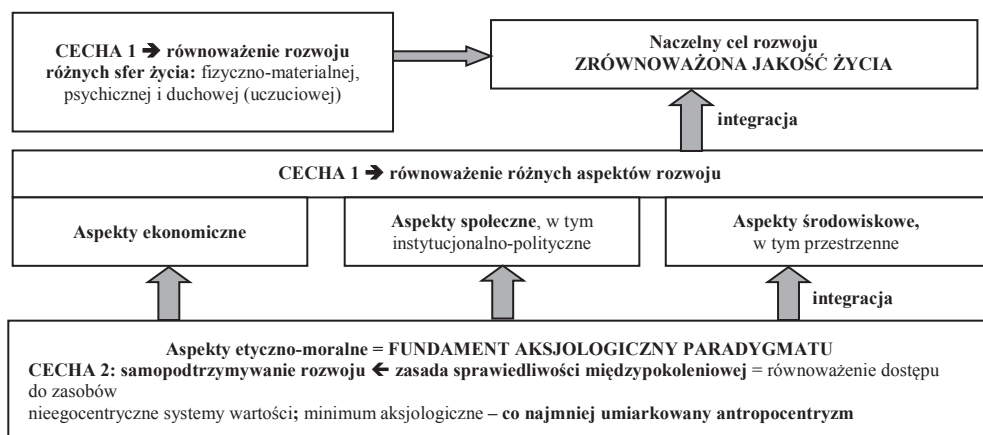 CECHA 1 ➔ równoważenie rozwoju
różnych sfer życia: fizyczno-materialnej,
psychicznej i duchowej (uczuciowej)
Naczelny cel rozwoju
ZRÓWNOWAŻONA JAKOŚĆ ŻYCIA
integracja
CECHA 1 ➔ równoważenie różnych aspektów rozwoju
Aspekty ekonomiczne
Aspekty społeczne, w tym
instytucjonalno-polityczne
Aspekty środowiskowe,
w tym przestrzenne
integracja
Aspekty etyczno-moralne = FUNDAMENT AKSJOLOGICZNY PARADYGMATU
CECHA 2: samopodtrzymywanie rozwoju 🡸 zasada sprawiedliwości międzypokoleniowej = równoważenie dostępu
do zasobów
nieegocentryczne systemy wartości; minimum aksjologiczne – co najmniej umiarkowany antropocentryzm